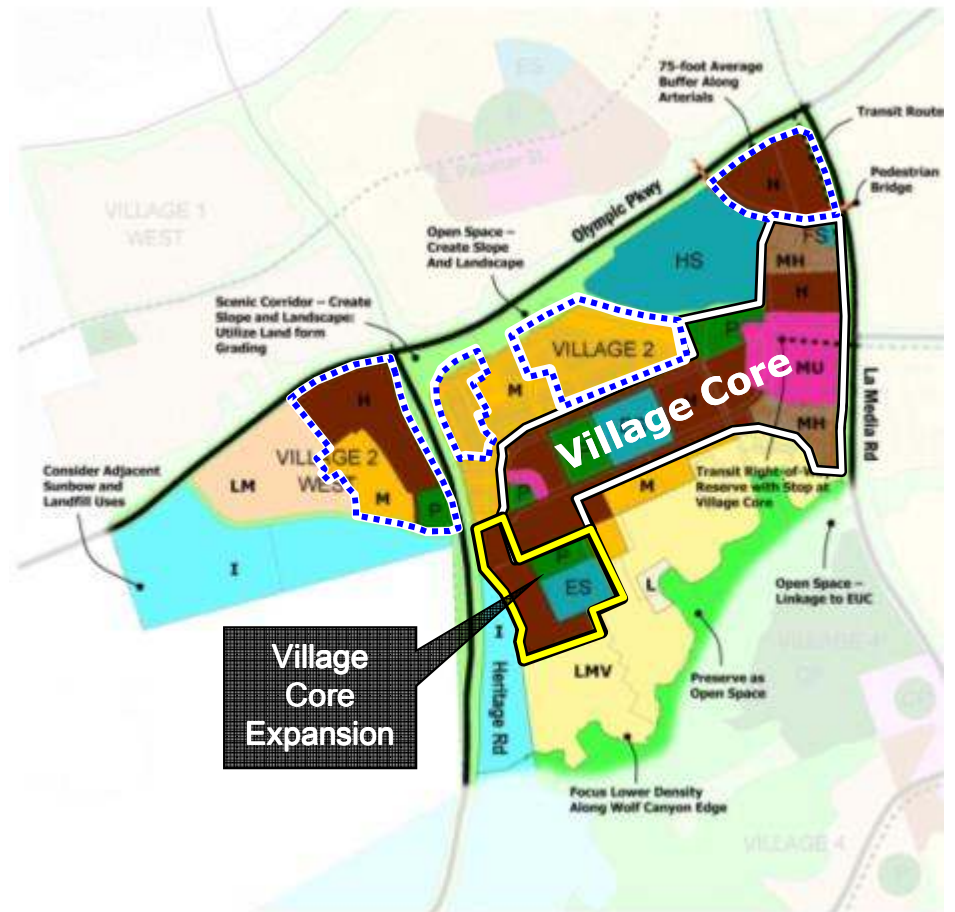 ES
75-foot Average
Buffer Along
Arterials
Transit Route
Pedestrian
Bridge
VILLAGE 1
WEST
H
Olympic Pkwy
Open Space –
Create Slope
And Landscape
FS
HS
MH
H
Scenic Corridor – Create
Slope and Landscape:
Utilize Land form
Grading
P
VILLAGE 2
MU
M
Village Core
La Media Rd
H
MH
VILLAGE 2
WEST
Consider Adjacent
Sunbow and
Landfill Uses
LM
M
P
P
M
Transit Right-of-
Reserve with Stop at
Village Core
P
I
ES
L
Open Space –
Linkage to EUC
I
Village
Core
Expansion
Heritage Rd
LMV
Preserve as
Open Space
Focus Lower Density
Along Wolf Canyon Edge
VILLAGE 4